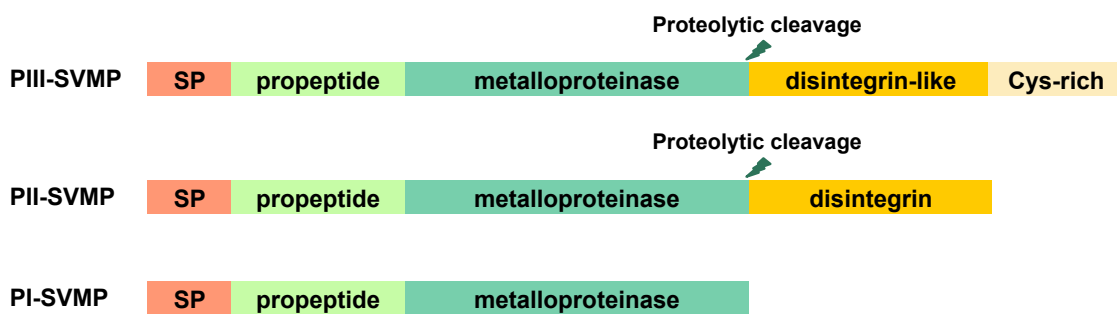 Proteolytic cleavage
PIII-SVMP SP propeptide metalloproteinase disintegrin-like Cys-rich
Proteolytic cleavage
PII-SVMP SP propeptide metalloproteinase disintegrin
PI-SVMP SP propeptide metalloproteinase